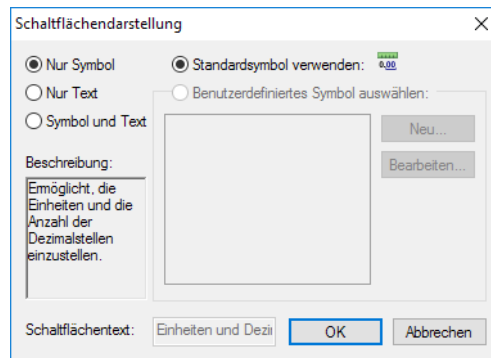 Schaltflächendarstellung
Nur Symbol
Standardsymbol verwenden:
0.00
Nur Text
Benutzerdefiniertes Symbol auswählen:
Symbol und Text
Neu...
Beschreibung:
Bearbeiten...
Ermöglicht, die
Einheiten und die
Anzahl der
Dezimalstellen
einzustellen.
Schaltflächentext:
Einheiten und Dezi
OK
Abbrechen